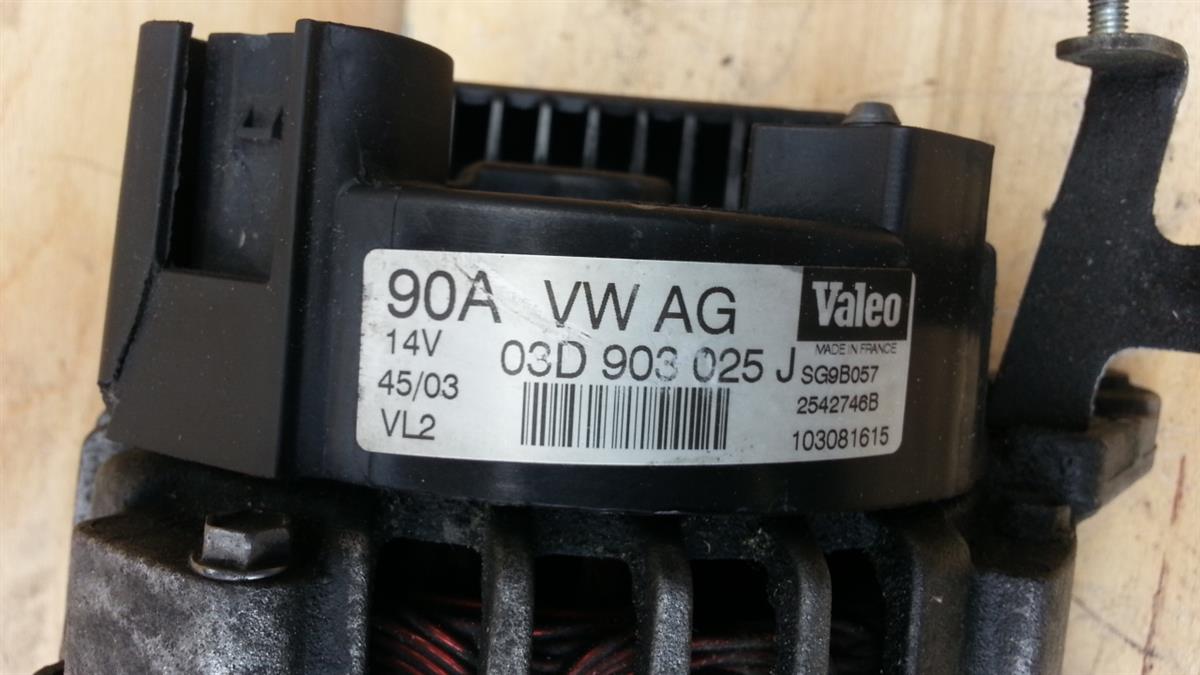 90A VW AG
14V 03D 903 025 J
45/03
VL2
Valeo
MADE IN FRANCE
SG9B057
2542746B
103081615